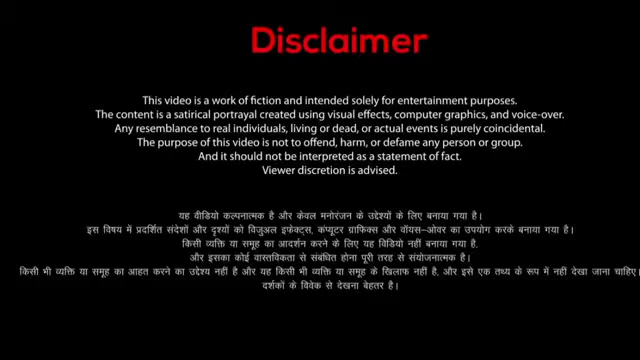 Disclaimer
This video is a work of fiction and intended solely for entertainment purposes.
The content is a satirical portrayal created using visual effects, computer graphics, and voice-over.
Any resemblance to real individuals, living or dead, or actual events is purely coincidental.
The purpose of this video is not to offend, harm, or defame any person or group.
And it should not be interpreted as a statement of fact.
Viewer discretion is advised.
यह वीडियो कल्पनात्मक है और केवल मनोरंजन के उद्देश्यों के लिए बनाया गया है।
इस विषय में प्रदर्शित संदेशों और दृश्यों को विजुअल इफेक्ट्स, कंप्यूटर ग्राफिक्स और वॉयस-ओवर का उपयोग करके बनाया गया है।
किसी व्यक्ति या समूह का आदर्शन करने के लिए यह विडियो नहीं बनाया गया है.
और इसका कोई वास्तविकता से संबंधित होना पूरी तरह से संयोजनात्मक है।
किसी भी व्यक्ति या समूह का आहत करने का उद्देश्य नहीं है और यह किसी भी व्यक्ति या समूह के खिलाफ नहीं है, और इसे एक तथ्य के रूप में नहीं देखा जाना चाहिए।
दर्शकों के विवेक से देखना बेहतर है।